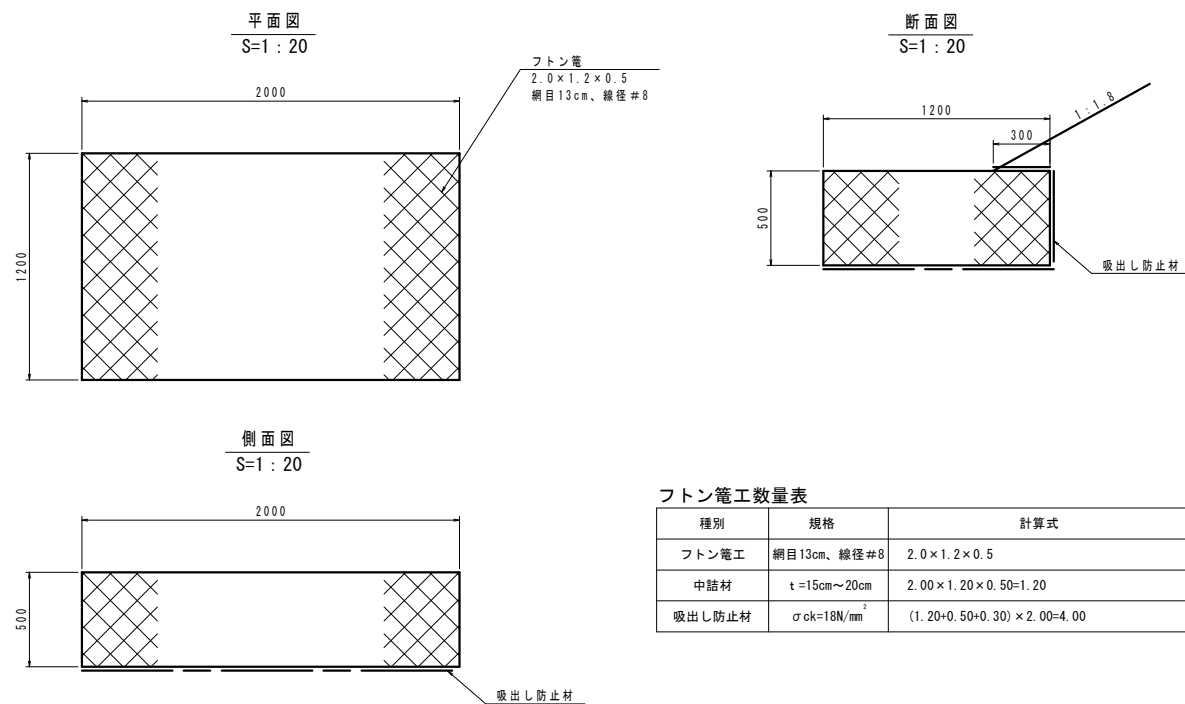 平面図
S=1：20
フトン篭
2.0×1.2×0.5
網目13cm、線径#8
2000
1200
断面図
S=1：20
1200
300
1:1.8
500
吸出し防止材
側面図
S=1：20
2000
500
吸出し防止材
フトン篭工数量表
種別 規格 計算式
フトン篭工 網目13cm、線径#8 2.0×1.2×0.5
中詰材 t=15cm～20cm 2.00×1.20×0.50=1.20
吸出し防止材 σck=18N/mm² (1.20+0.50+0.30)×2.00=4.00